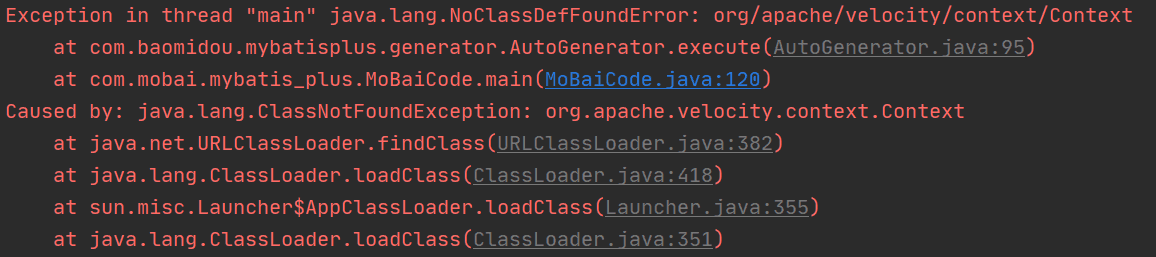 Exception in thread "main" java.lang.NoClassDefFoundError: org/apache/velocity/context/Context
    at com.baomidou.mybatisplus.generator.AutoGenerator.execute(AutoGenerator.java:95)
    at com.mobai.mybatis_plus.MoBaiCode.main(MoBaiCode.java:120)
Caused by: java.lang.ClassNotFoundException: org.apache.velocity.context.Context
    at java.net.URLClassLoader.findClass(URLClassLoader.java:382)
    at java.lang.ClassLoader.loadClass(ClassLoader.java:418)
    at sun.misc.Launcher$AppClassLoader.loadClass(Launcher.java:355)
    at java.lang.ClassLoader.loadClass(ClassLoader.java:351)